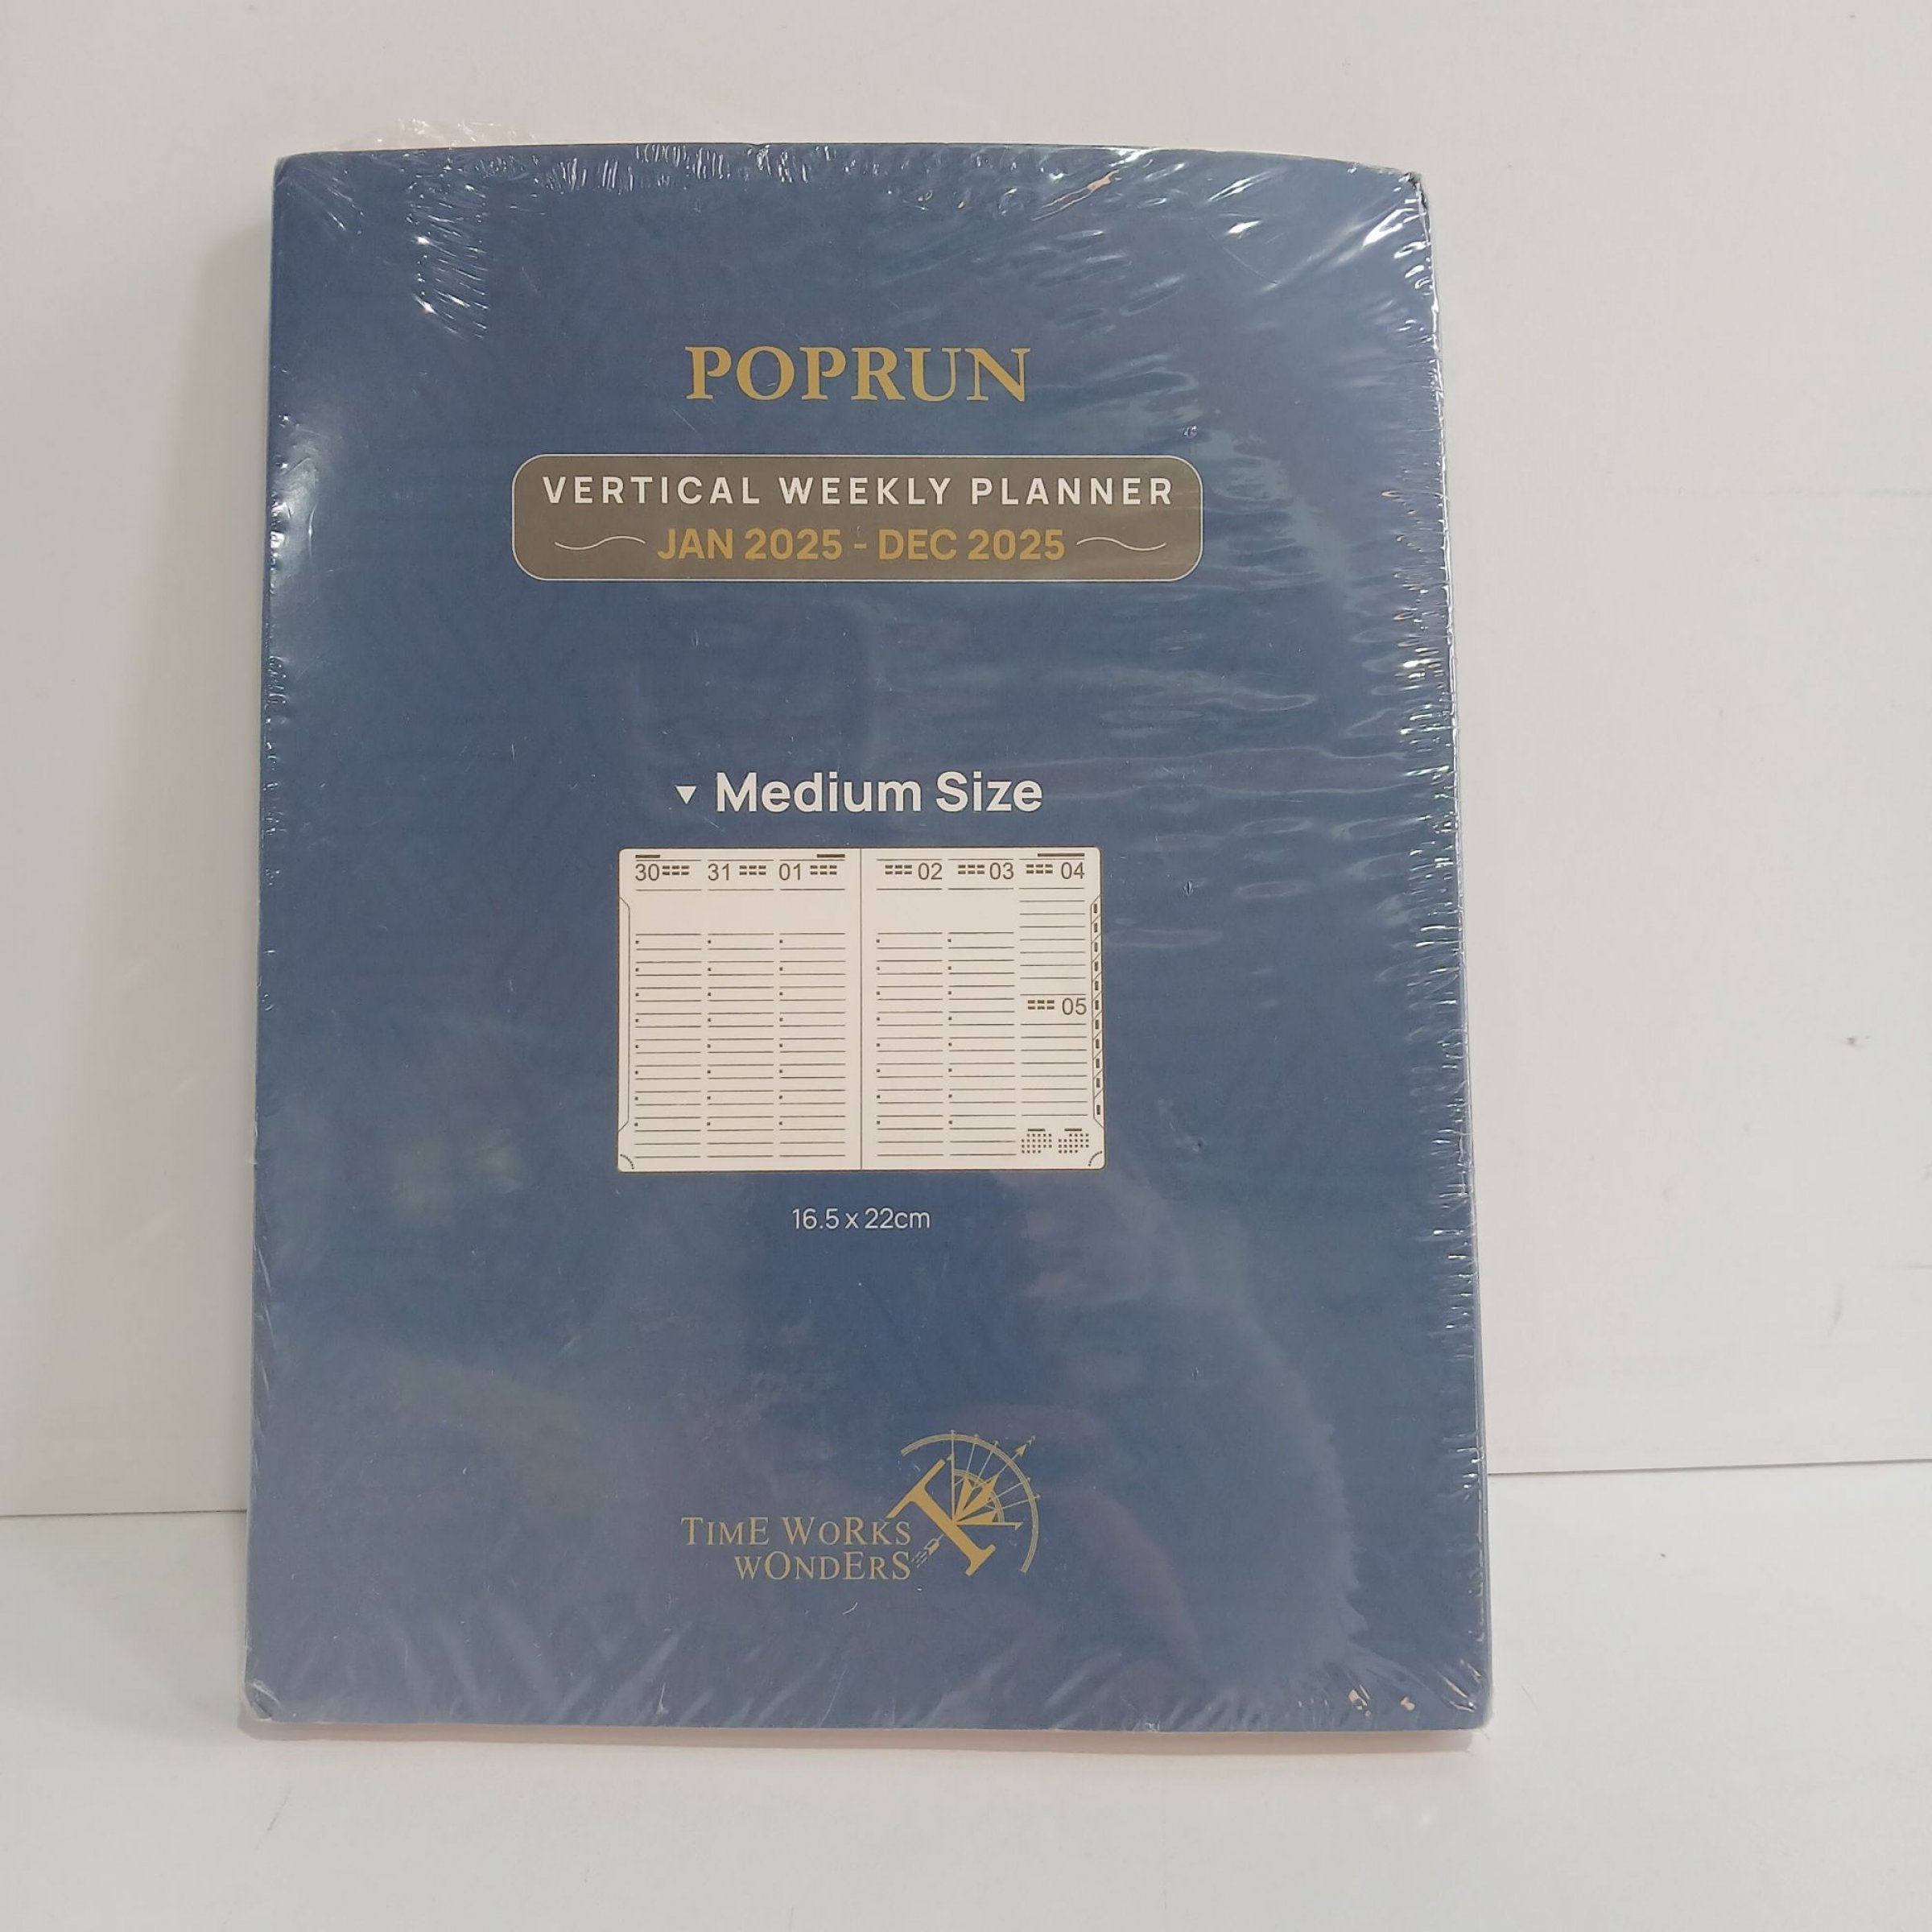 POPRUN
VERTICAL WEEKLY PLANNER
JAN 2025 - DEC 2025
▼ Medium Size
30 31 01 02 03 04
05
16.5 x 22cm
TIME WORKS
WONDERS